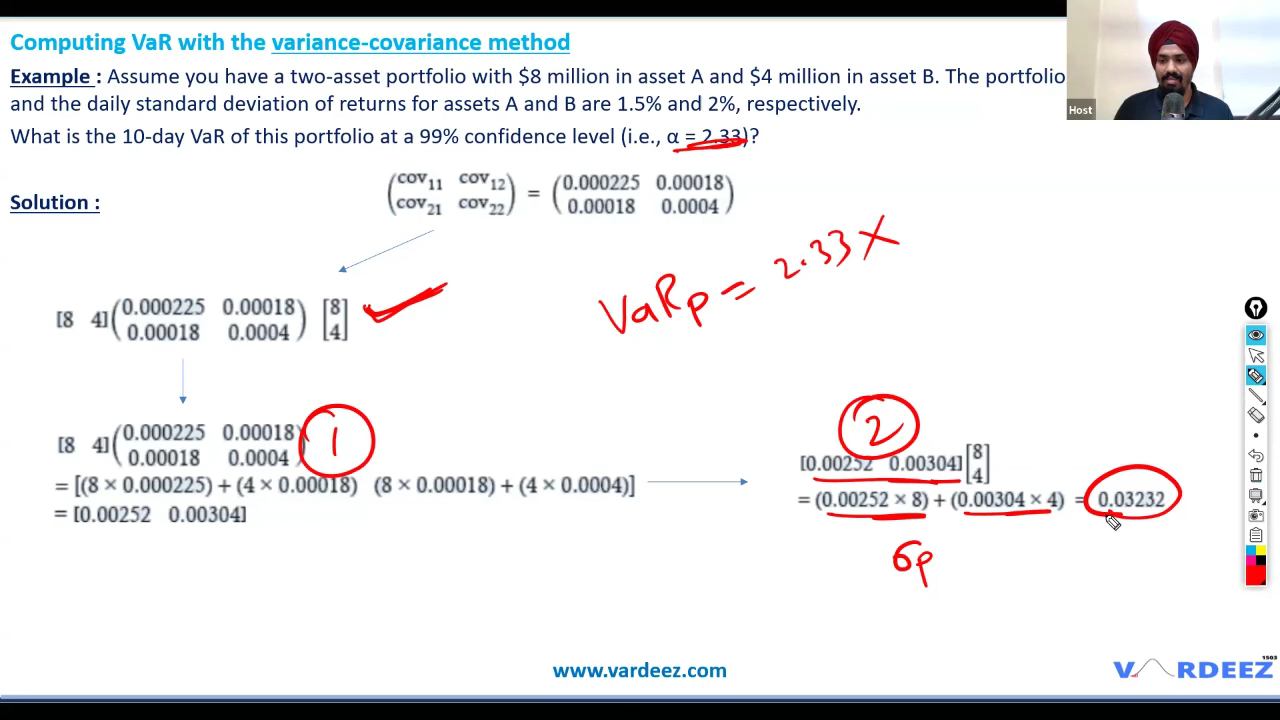 Computing VaR with the variance-covariance method
Example : Assume you have a two-asset portfolio with $8 million in asset A and $4 million in asset B. The portfolio
and the daily standard deviation of returns for assets A and B are 1.5% and 2%, respectively.
What is the 10-day VaR of this portfolio at a 99% confidence level (i.e., α = 2.33)?
Host
Solution :
(cov11 cov12) = (0.000225 0.00018)
(cov21 cov22) (0.00018 0.0004)
VaRp = 2.33 X
[8 4] (0.000225 0.00018) [8]
(0.00018 0.0004) [4]
[8 4] (0.000225 0.00018)
(0.00018 0.0004)
1
= [(8 × 0.000225) + (4 × 0.00018) (8 × 0.00018) + (4 × 0.0004)]
= [0.00252 0.00304]
2
[0.00252 0.00304] [8]
[4]
= (0.00252 × 8) + (0.00304 × 4) = 0.03232
σp
www.vardeez.com
1503
VARDEEZ